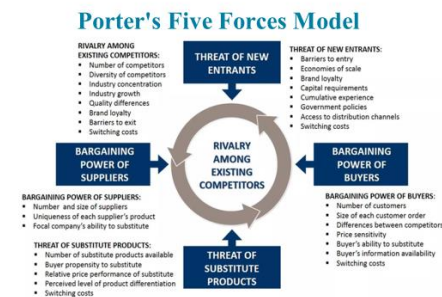 Porter's Five Forces Model
RIVALRY AMONG
EXISTING COMPETITORS:
• Number of competitors
• Diversity of competitors
• Industry concentration
• Industry growth
• Quality differences
• Brand loyalty
• Barriers to exit
• Switching costs
THREAT OF NEW
ENTRANTS
THREAT OF NEW ENTRANTS:
• Barriers to entry
• Economies of scale
• Brand loyalty
• Capital requirements
• Cumulative experience
• Government policies
• Access to distribution channels
• Switching costs
BARGAINING
POWER OF
SUPPLIERS
RIVALRY
AMONG
EXISTING
COMPETITORS
BARGAINING
POWER OF
BUYERS
BARGAINING POWER OF SUPPLIERS:
• Number and size of suppliers
• Uniqueness of each supplier's product
• Focal company's ability to substitute
BARGAINING POWER OF BUYERS:
• Number of customers
• Size of each customer order
• Differences between competitors
• Price sensitivity
• Buyer's ability to substitute
• Buyer's information availability
• Switching costs
THREAT OF SUBSTITUTE PRODUCTS:
• Number of substitute products available
• Buyer propensity to substitute
• Relative price performance of substitute
• Perceived level of product differentiation
• Switching costs
THREAT OF
SUBSTITUTE
PRODUCTS